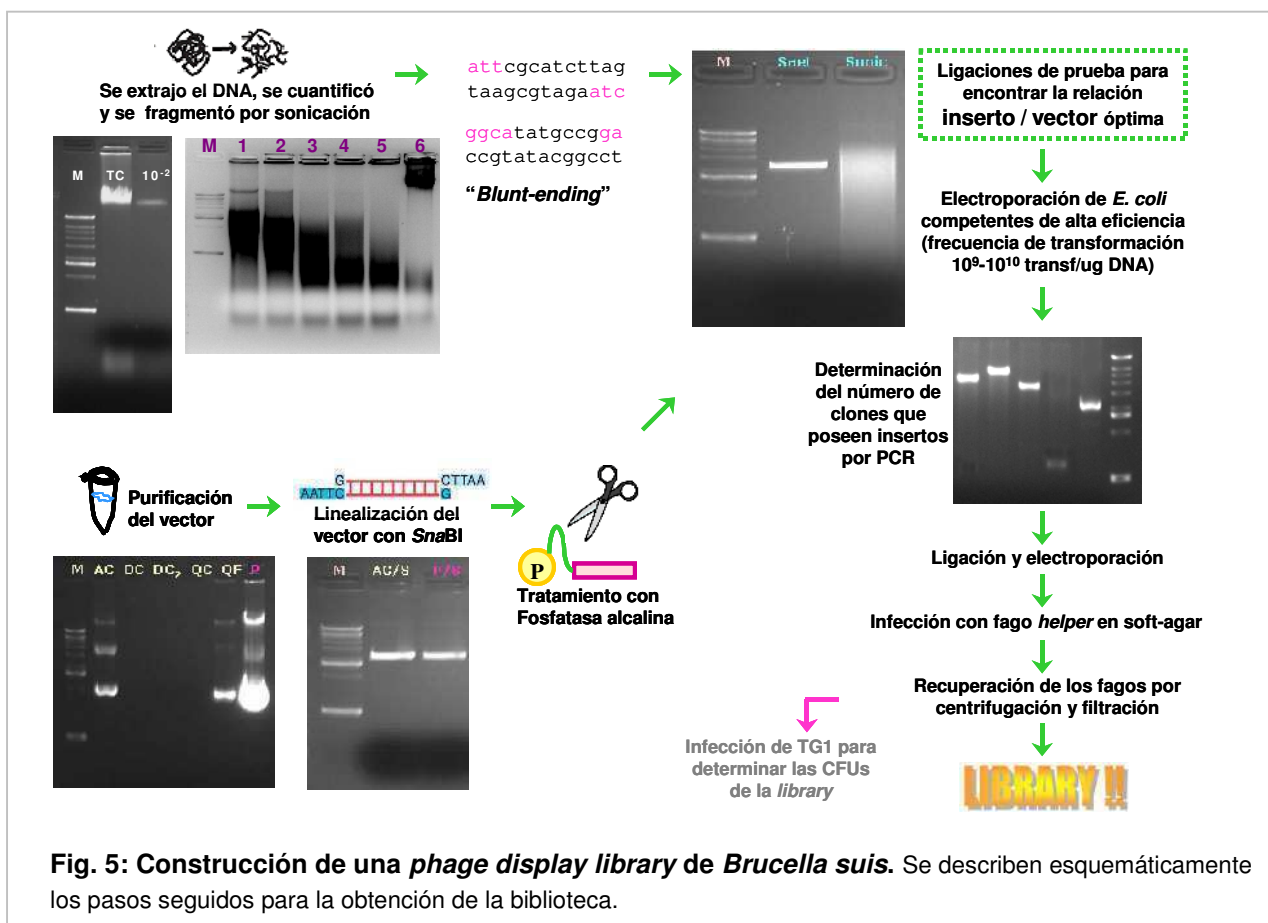 Se extrajo el DNA, se cuantificó
y se fragmentó por sonicación
M TC 10⁻²
M 1 2 3 4 5 6
attcgcatcttag
taagcgtagaatc
ggcatatgccgga
ccgtatacggcct
“Blunt-ending”
M SnaI Sonic
Ligaciones de prueba para
encontrar la relación
inserto / vector óptima
Electroporación de E. coli
competentes de alta eficiencia
(frecuencia de transformación
10⁹-10¹⁰ transf/ug DNA)
Determinación
del número de
clones que
poseen insertos
por PCR
Purificación
del vector
G CTTAA
AATTC G
Linealización del
vector con SnaBI
P
Tratamiento con
Fosfatasa alcalina
M AC DC DC₇ QC QF P
M AC/S P/S
Ligación y electroporación
Infección con fago helper en soft-agar
Recuperación de los fagos por
centrifugación y filtración
Infección de TG1 para
determinar las CFUs
de la library
LIBRARY !!
Fig. 5: Construcción de una phage display library de Brucella suis. Se describen esquemáticamente
los pasos seguidos para la obtención de la biblioteca.